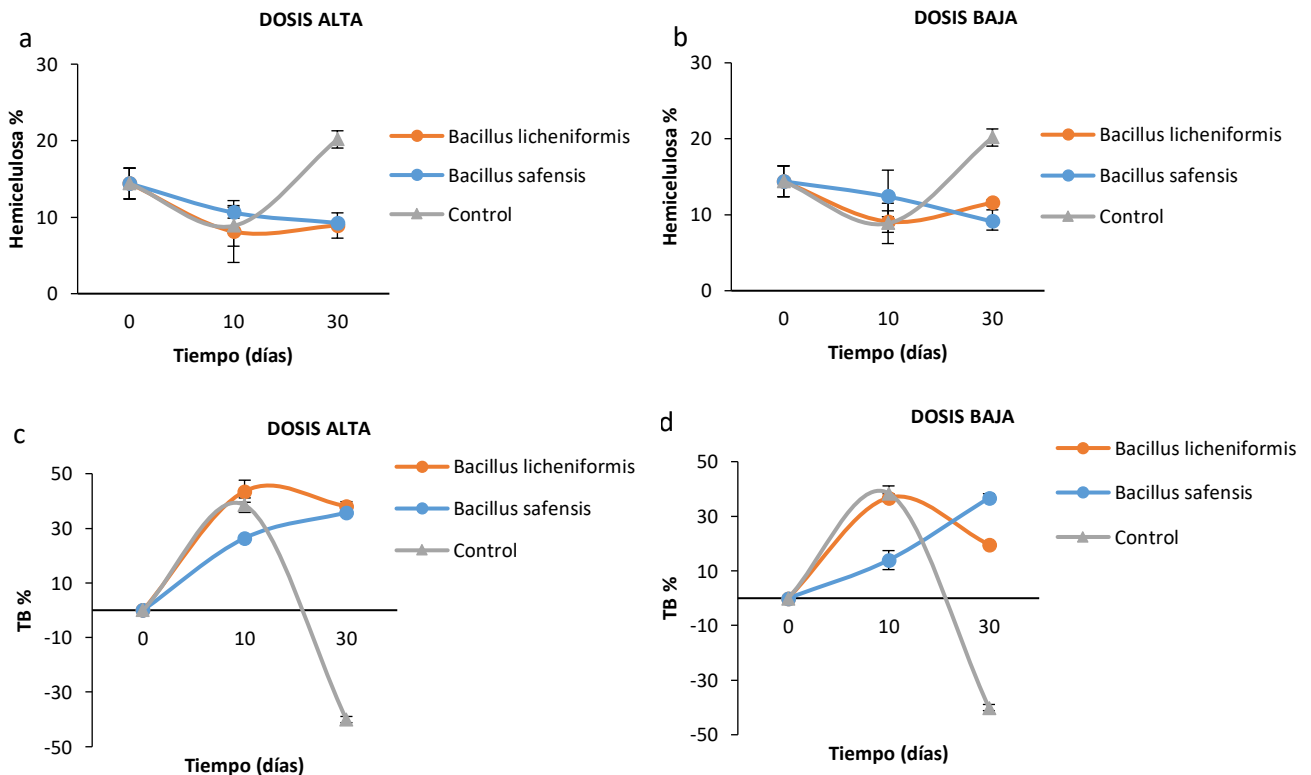 a
DOSIS ALTA
30
20
10
0
Hemicelulosa %
0 10 30
Tiempo (días)
Bacillus licheniformis
Bacillus safensis
Control
b
DOSIS BAJA
30
20
10
0
Hemicelulosa %
0 10 30
Tiempo (días)
Bacillus licheniformis
Bacillus safensis
Control
c
DOSIS ALTA
50
30
10
-10
-30
-50
TB %
0 10 30
Tiempo (días)
Bacillus licheniformis
Bacillus safensis
Control
d
DOSIS BAJA
50
30
10
-10
-30
-50
TB %
0 10 30
Tiempo (días)
Bacillus licheniformis
Bacillus safensis
Control